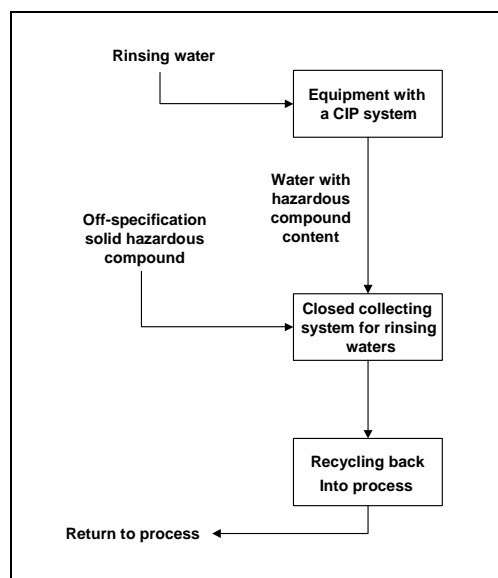 Rinsing water
Equipment with
a CIP system
Water with
hazardous
compound
content
Off-specification
solid hazardous
compound
Closed collecting
system for rinsing
waters
Recycling back
Into process
Return to process